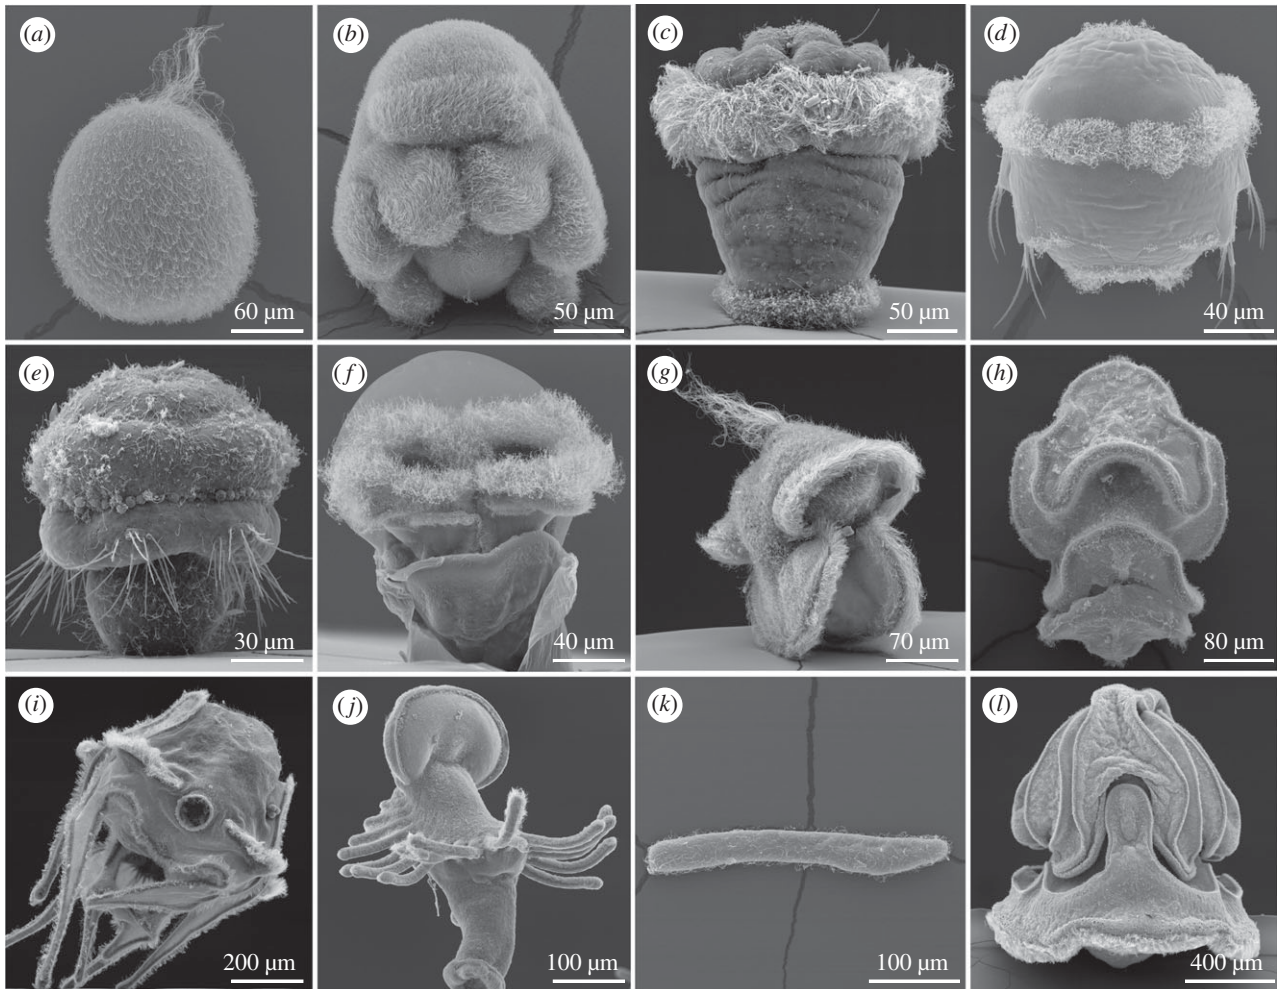 (a)
60 µm
(b)
50 µm
(c)
50 µm
(d)
40 µm
(e)
30 µm
(f)
40 µm
(g)
70 µm
(h)
80 µm
(i)
200 µm
(j)
100 µm
(k)
100 µm
(l)
400 µm